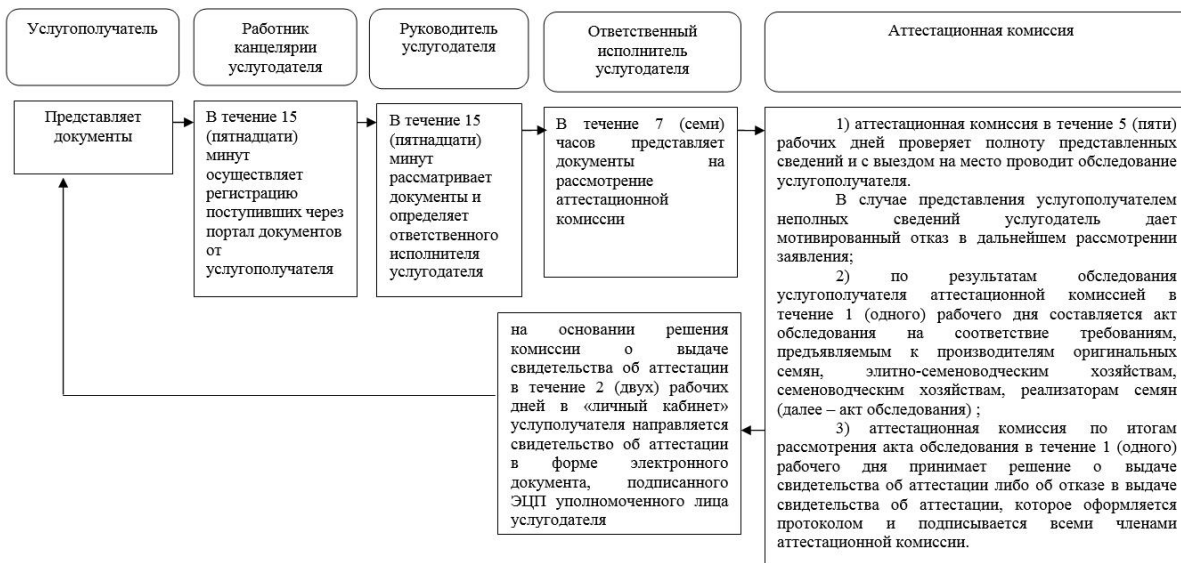 Услугополучатель
Работник
канцелярии
услугодателя
Руководитель
услугодателя
Ответственный
исполнитель
услугодателя
Аттестационная комиссия
Представляет
документы
В течение 15
(пятнадцати)
минут
осуществляет
регистрацию
поступивших через
портал документов
от
услугополучателя
В течение 15
(пятнадцати)
минут
рассматривает
документы и
определяет
ответственного
исполнителя
услугодателя
В течение 7 (семи)
часов представляет
документы на
рассмотрение
аттестационной
комиссии
1) аттестационная комиссия в течение 5 (пяти)
рабочих дней проверяет полноту представленных
сведений и с выездом на место проводит обследование
услугополучателя.
В случае представления услугополучателем
неполных сведений услугодатель дает
мотивированный отказ в дальнейшем рассмотрении
заявления;
2) по результатам обследования
услугополучателя аттестационной комиссией в
течение 1 (одного) рабочего дня составляется акт
обследования на соответствие требованиям,
предъявляемым к производителям оригинальных
семян, элитно-семеноводческим хозяйствам,
семеноводческим хозяйствам, реализаторам семян
(далее – акт обследования) ;
3) аттестационная комиссия по итогам
рассмотрения акта обследования в течение 1 (одного)
рабочего дня принимает решение о выдаче
свидетельства об аттестации либо об отказе в выдаче
свидетельства об аттестации, которое оформляется
протоколом и подписывается всеми членами
аттестационной комиссии.
на основании решения
комиссии о выдаче
свидетельства об аттестации
в течение 2 (двух) рабочих
дней в «личный кабинет»
услуполучателя направляется
свидетельство об аттестации
в форме электронного
документа, подписанного
ЭЦП уполномоченного лица
услугодателя